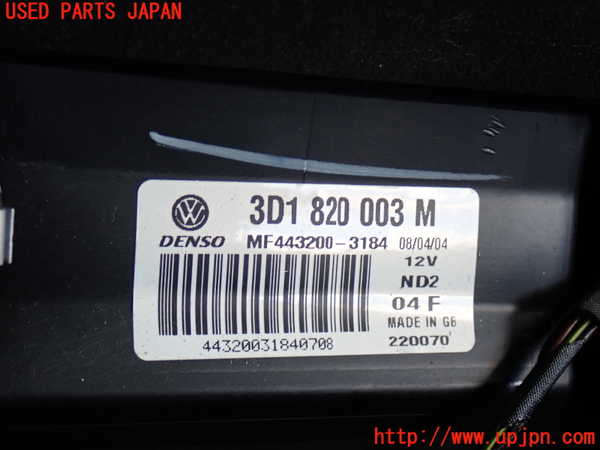 USED PARTS JAPAN
3D1 820 003 M
DENSO MF443200-3184 08/04/04
12V
ND2
04 F
MADE IN GB
44320031840708 220070
http://www.upjpn.com